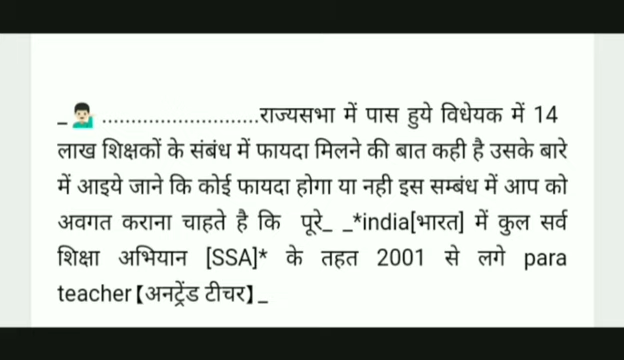 _💁🏻‍♂️ ...........................राज्यसभा में पास हुये विधेयक में 14
लाख शिक्षकों के संबंध में फायदा मिलने की बात कही है उसके बारे
में आइये जाने कि कोई फायदा होगा या नही इस सम्बंध में आप को
अवगत कराना चाहते है कि पूरे_ _*india[भारत] में कुल सर्व
शिक्षा अभियान [SSA]* के तहत 2001 से लगे para
teacher【अनट्रेंड टीचर】_